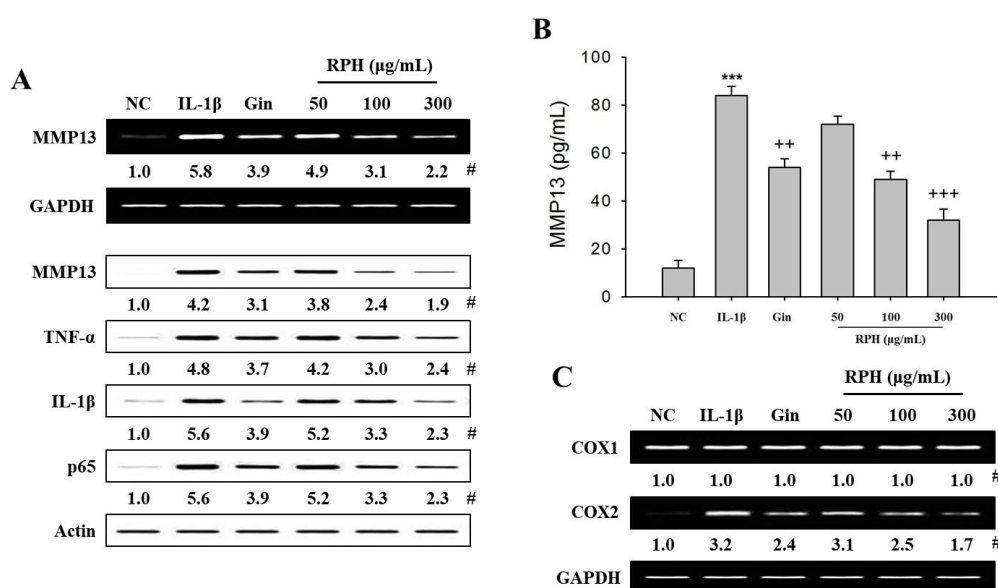 A
RPH (μg/mL)
NC IL-1β Gin 50 100 300
MMP13
1.0 5.8 3.9 4.9 3.1 2.2 #
GAPDH
MMP13
1.0 4.2 3.1 3.8 2.4 1.9 #
TNF-α
1.0 4.8 3.7 4.2 3.0 2.4 #
IL-1β
1.0 5.6 3.9 5.2 3.3 2.3 #
p65
1.0 5.6 3.9 5.2 3.3 2.3 #
Actin
B
MMP13 (pg/mL)
100
80
60
40
20
0
***
++
++
+++
NC IL-1β Gin 50 100 300
RPH (μg/mL)
C
RPH (μg/mL)
NC IL-1β Gin 50 100 300
COX1
1.0 1.0 1.0 1.0 1.0 1.0 #
COX2
1.0 3.2 2.4 3.1 2.5 1.7 #
GAPDH